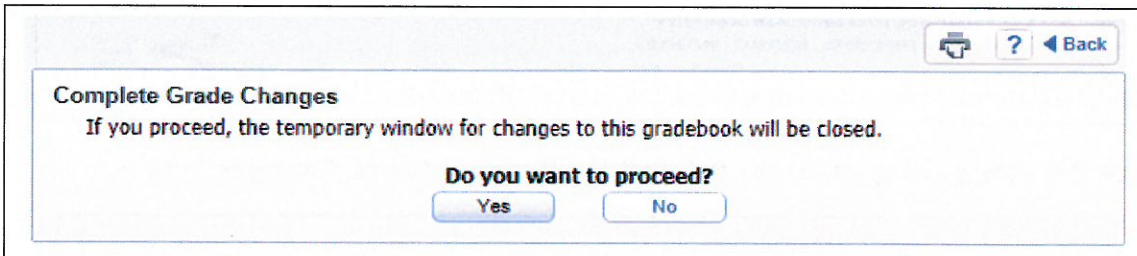 ? Back
Complete Grade Changes
If you proceed, the temporary window for changes to this gradebook will be closed.
Do you want to proceed?
Yes No